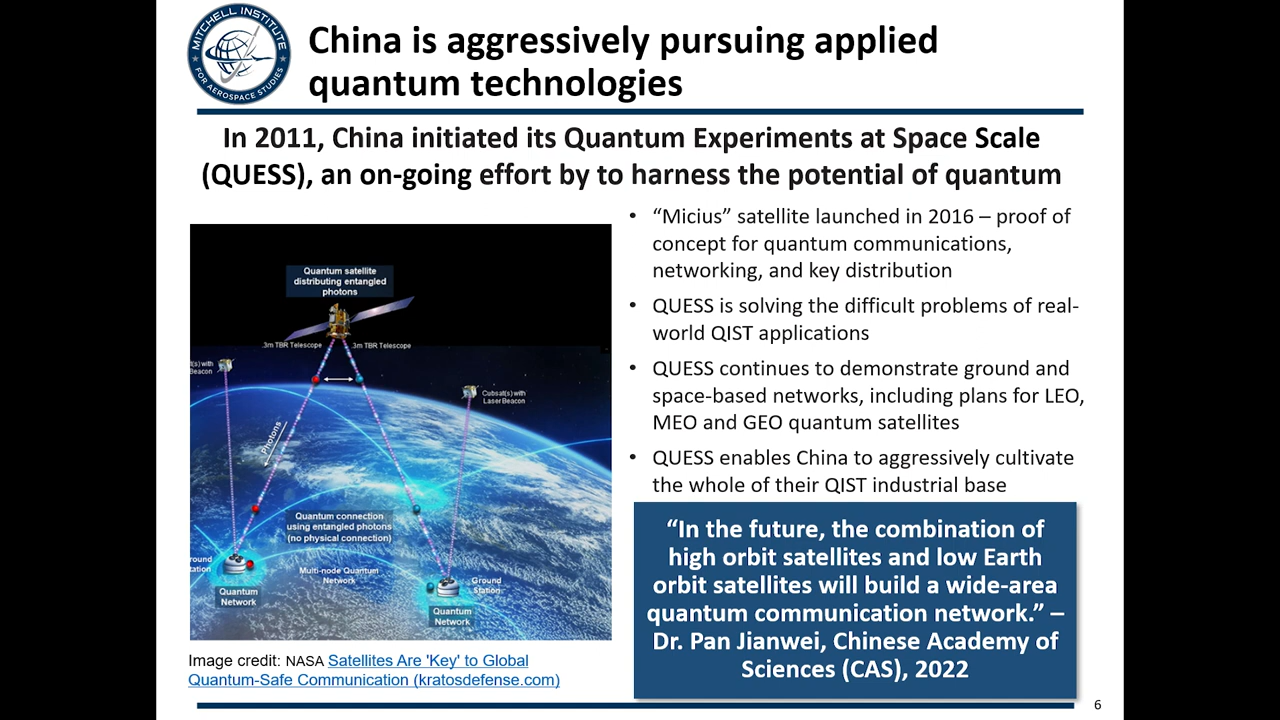 MITCHELL INSTITUTE
FOR AEROSPACE STUDIES
China is aggressively pursuing applied
quantum technologies
In 2011, China initiated its Quantum Experiments at Space Scale
(QUESS), an on-going effort by to harness the potential of quantum
Quantum satellite
distributing entangled
photons
.3m TBR Telescope
.3m TBR Telescope
t(s) with
Beacon
Cubsat(s) with
Laser Beacon
Photons
Quantum connection
using entangled photons
(no physical connection)
round
tation
Multi-node Quantum
Network
Ground
Station
Quantum
Network
Quantum
Network
Image credit: NASA Satellites Are 'Key' to Global
Quantum-Safe Communication (kratosdefense.com)
• “Micius” satellite launched in 2016 – proof of
concept for quantum communications,
networking, and key distribution
• QUESS is solving the difficult problems of real-
world QIST applications
• QUESS continues to demonstrate ground and
space-based networks, including plans for LEO,
MEO and GEO quantum satellites
• QUESS enables China to aggressively cultivate
the whole of their QIST industrial base
“In the future, the combination of
high orbit satellites and low Earth
orbit satellites will build a wide-area
quantum communication network.” –
Dr. Pan Jianwei, Chinese Academy of
Sciences (CAS), 2022
6